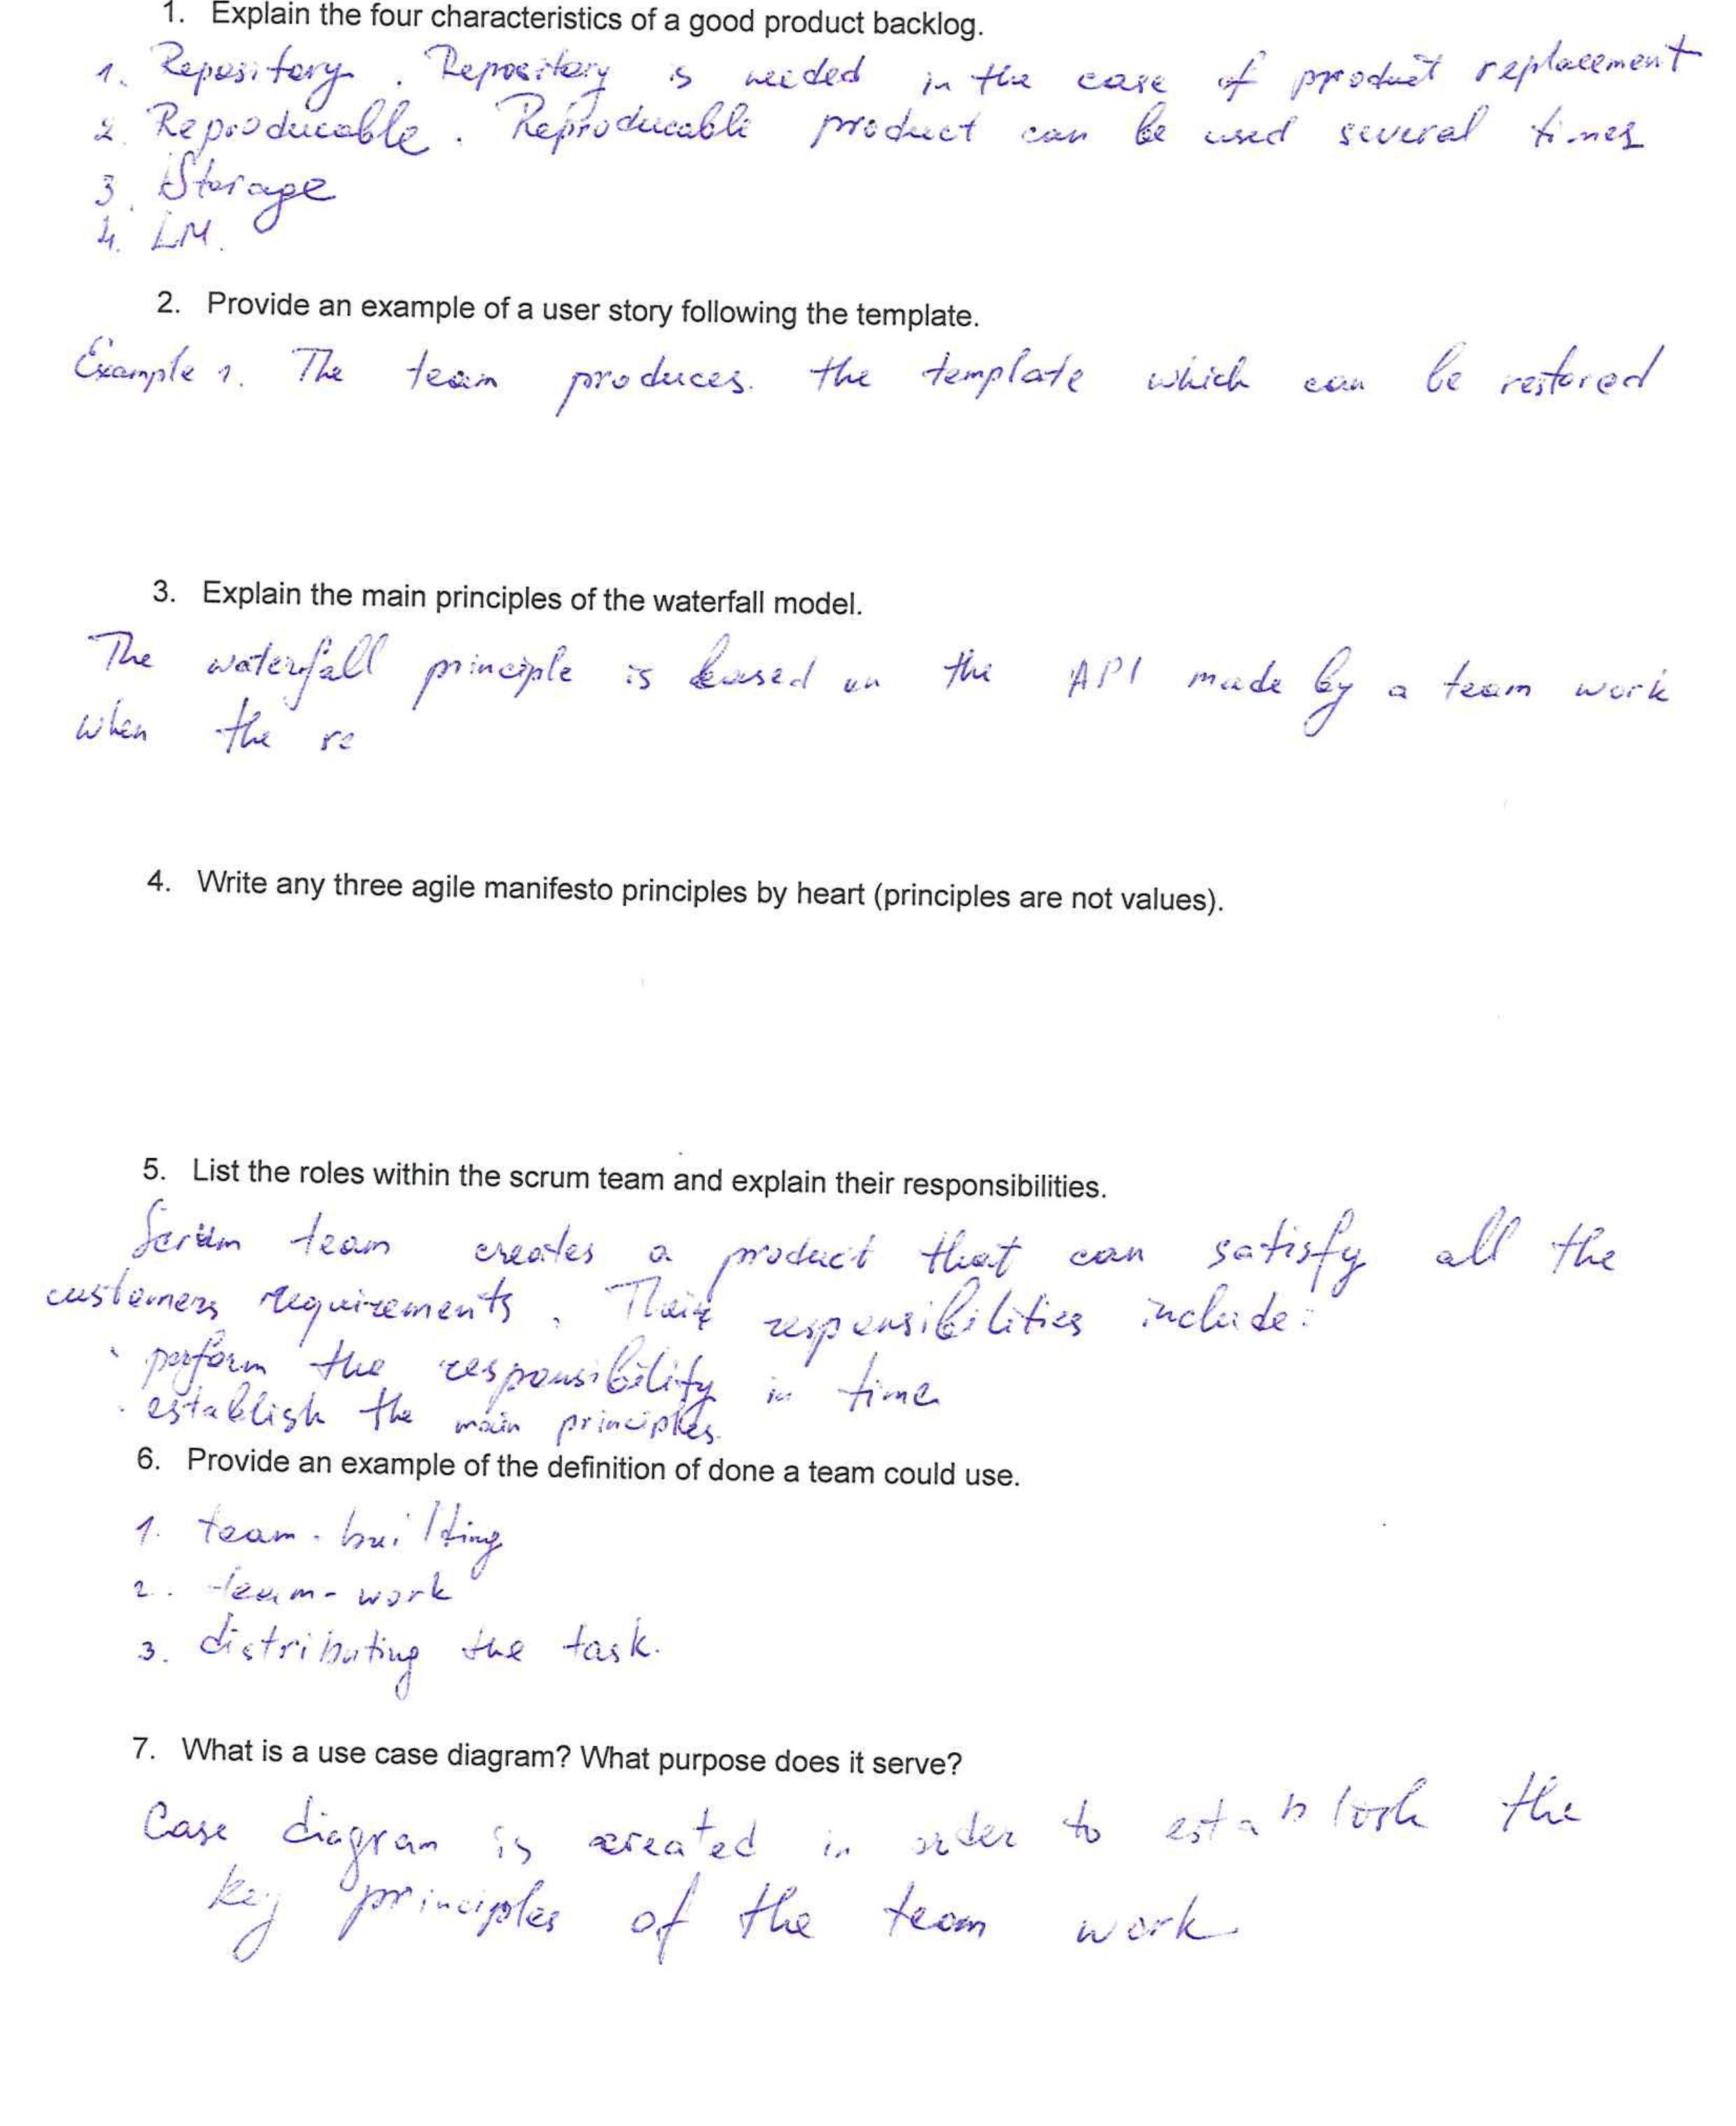 1. Explain the four characteristics of a good product backlog.
1. Repository. Repository is needed in the case of product replacement
2. Reproducable. Reproducable product can be used several times
3. Storage
4. LM.
2. Provide an example of a user story following the template.
Example 1. The team produces. the template which can be restored
3. Explain the main principles of the waterfall model.
The waterfall principle is based on the API made by a team work
when the re
4. Write any three agile manifesto principles by heart (principles are not values).
5. List the roles within the scrum team and explain their responsibilities.
Scrum team creates a product that can satisfy all the
customers requirements. Their responsibilities include:
· perform the responsibility in time
· establish the main principles.
6. Provide an example of the definition of done a team could use.
1. team-building
2. team-work
3. distributing the task.
7. What is a use case diagram? What purpose does it serve?
Case diagram is created in order to establish the
key principles of the team work